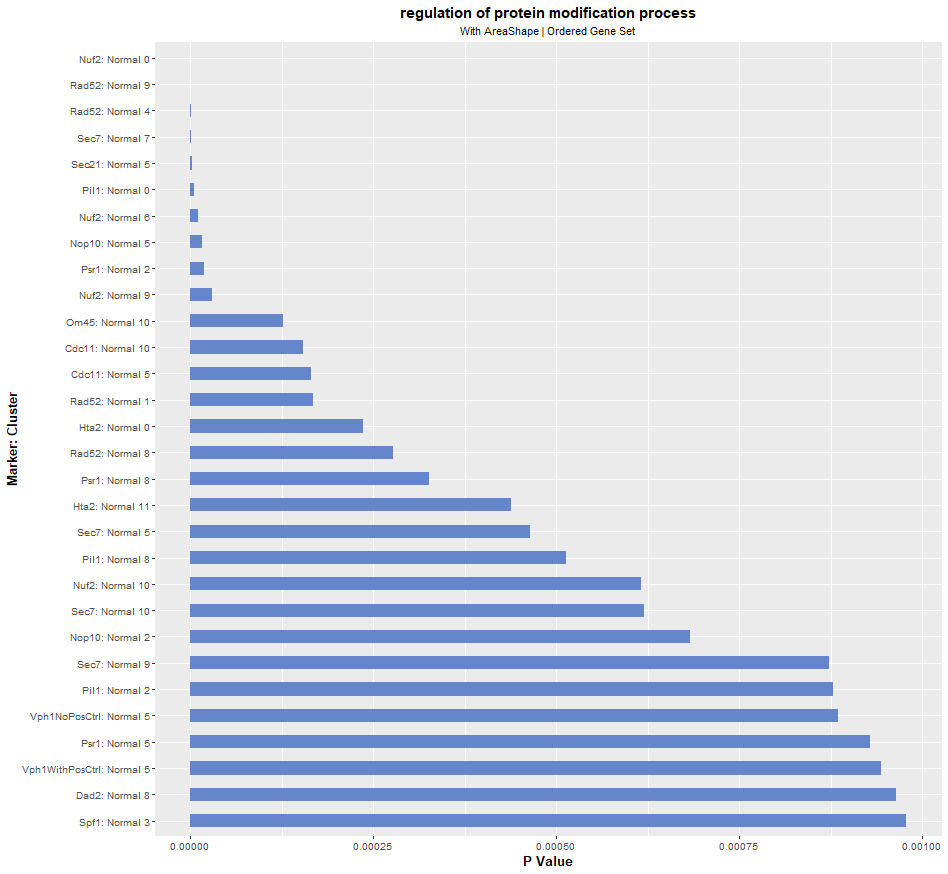 regulation of protein modification process
With AreaShape | Ordered Gene Set
Marker: Cluster
Nuf2: Normal 0
Rad52: Normal 9
Rad52: Normal 4
Sec7: Normal 7
Sec21: Normal 5
Pil1: Normal 0
Nuf2: Normal 6
Nop10: Normal 5
Psr1: Normal 2
Nuf2: Normal 9
Om45: Normal 10
Cdc11: Normal 10
Cdc11: Normal 5
Rad52: Normal 1
Hta2: Normal 0
Rad52: Normal 8
Psr1: Normal 8
Hta2: Normal 11
Sec7: Normal 5
Pil1: Normal 8
Nuf2: Normal 10
Sec7: Normal 10
Nop10: Normal 2
Sec7: Normal 9
Pil1: Normal 2
Vph1NoPosCtrl: Normal 5
Psr1: Normal 5
Vph1WithPosCtrl: Normal 5
Dad2: Normal 8
Spf1: Normal 3
0.00000 0.00025 0.00050 0.00075 0.00100
P Value